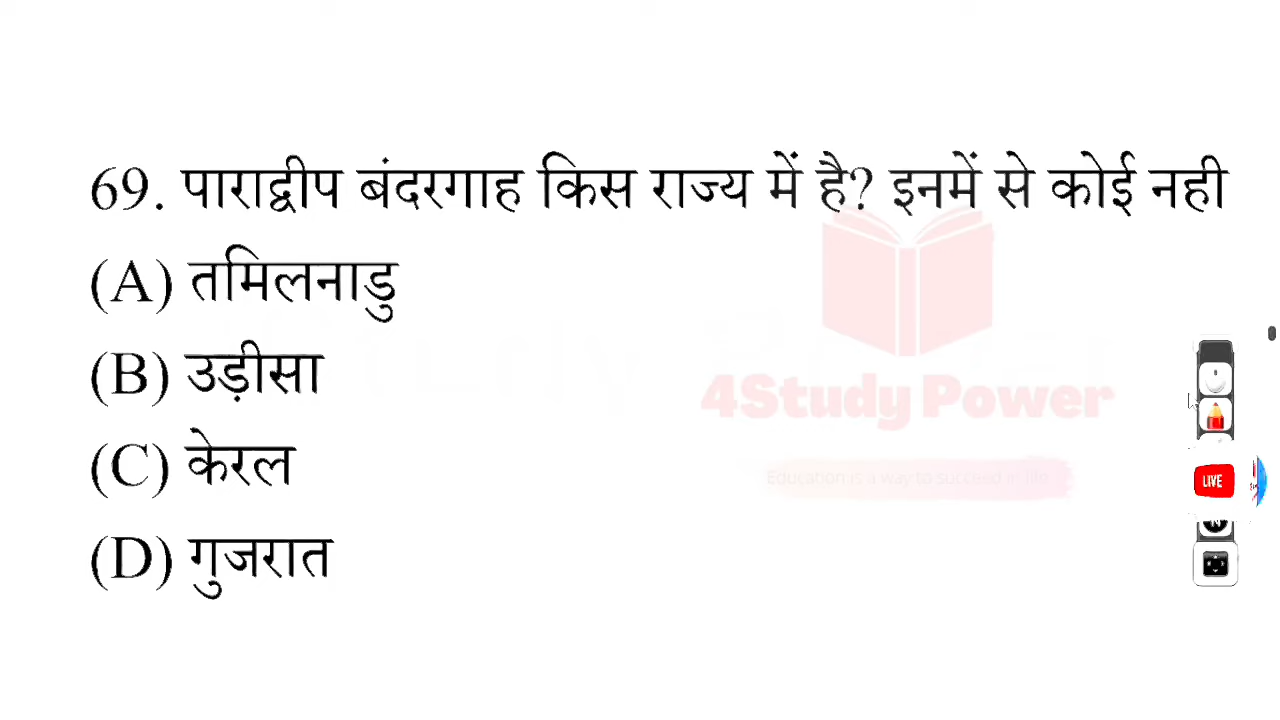 69. पाराद्वीप बंदरगाह किस राज्य में है? इनमें से कोई नही
(A) तमिलनाडु
(B) उड़ीसा
(C) केरल
(D) गुजरात
4Study Power
Education is a way to succeed in life
LIVE